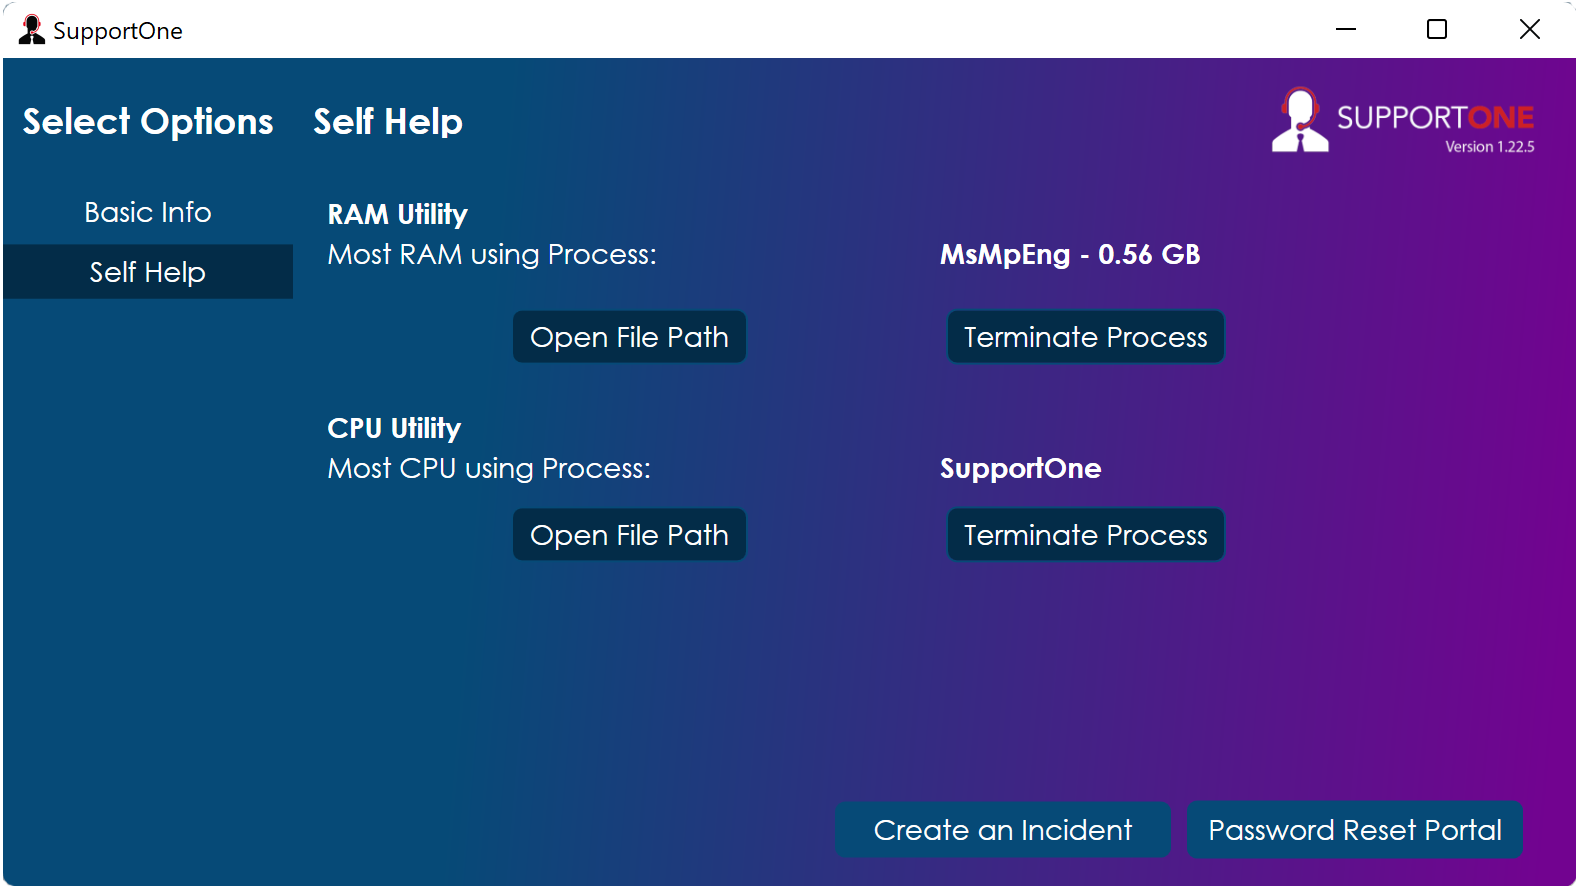 SupportOne
Select Options
Self Help
SUPPORTONE
Version 1.22.5
Basic Info
Self Help
RAM Utility
Most RAM using Process:
MsMpEng - 0.56 GB
Open File Path
Terminate Process
CPU Utility
Most CPU using Process:
SupportOne
Open File Path
Terminate Process
Create an Incident
Password Reset Portal